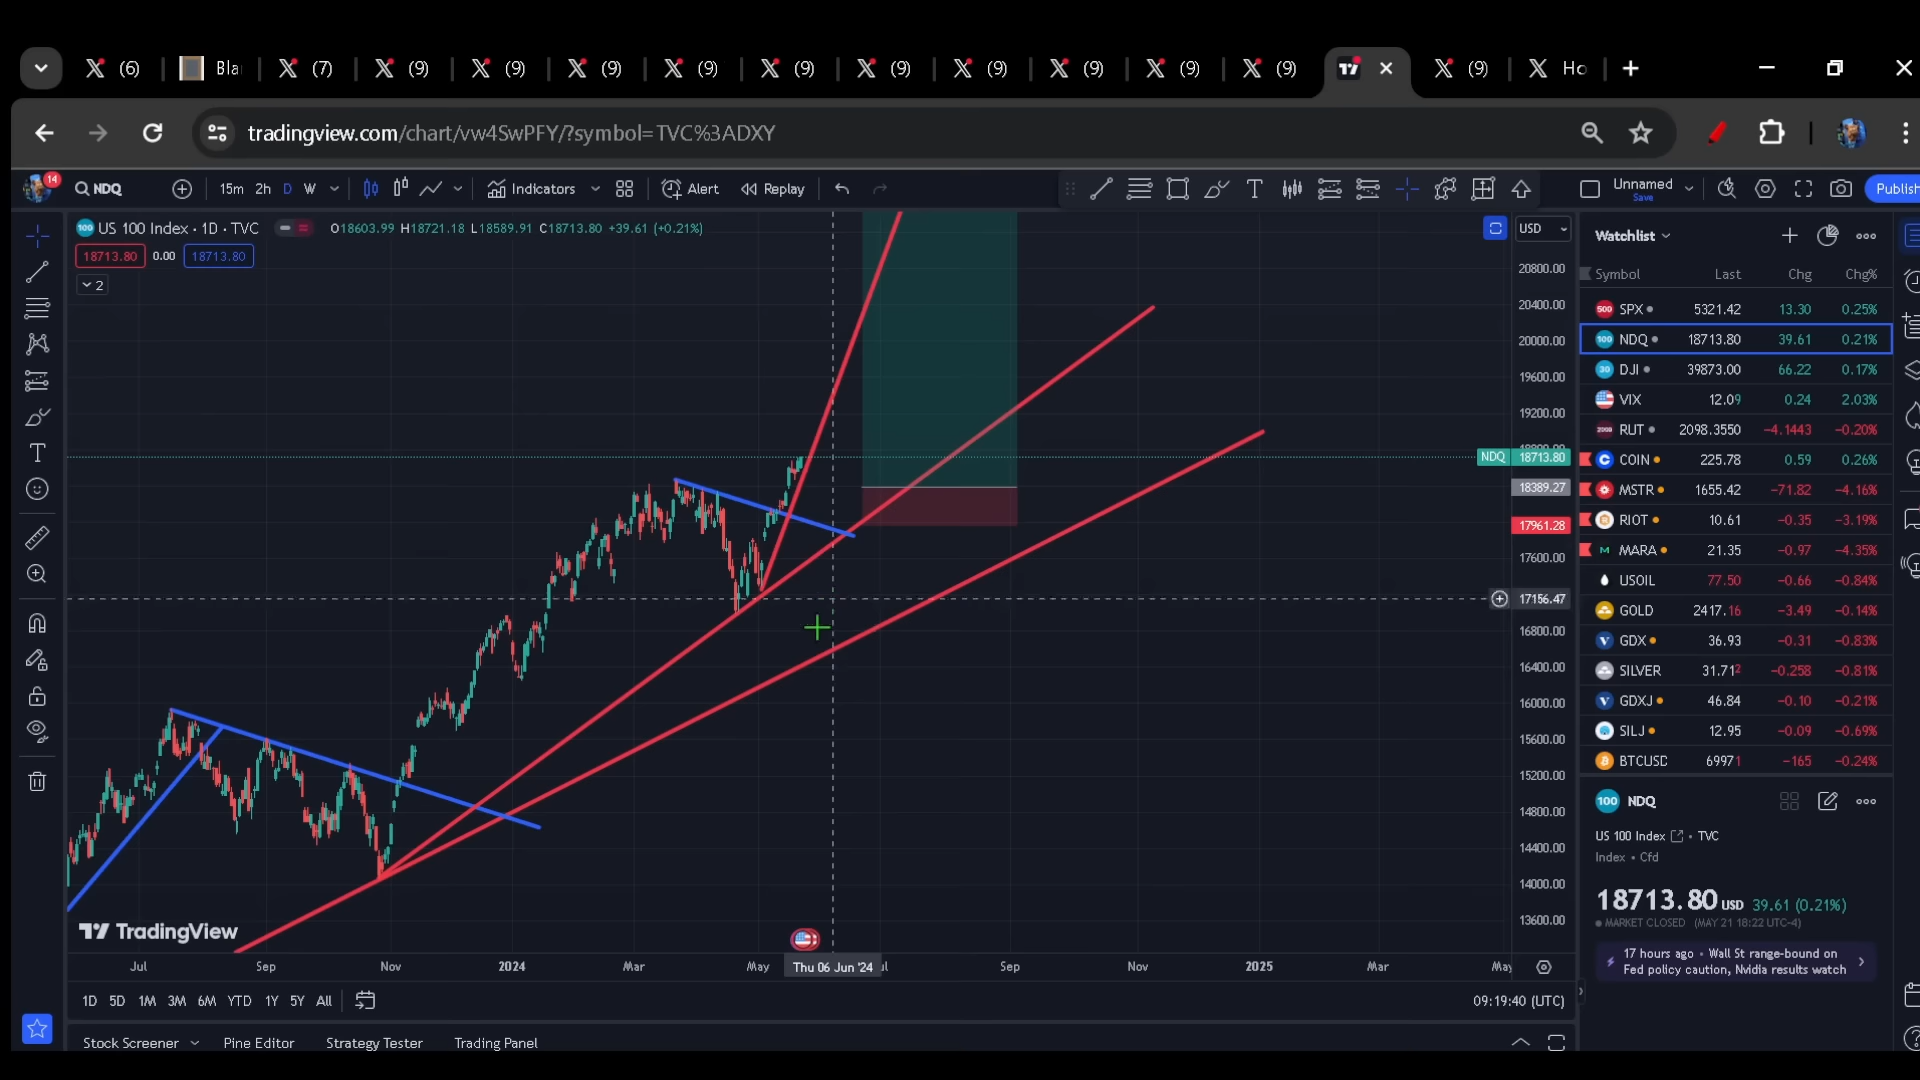 (6)
Bla
(7)
(9)
(9)
(9)
(9)
(9)
(9)
(9)
(9)
(9)
(9)
(9)
Ho
tradingview.com/chart/vw4SwPFY/?symbol=TVC%3ADXY
14
NDQ
15m 2h D W
Indicators
Alert
Replay
Unnamed
Save
Publish
100 US 100 Index · 1D · TVC
O18603.99 H18721.18 L18589.91 C18713.80 +39.61 (+0.21%)
18713.80 0.00 18713.80
2
USD
20800.00
20400.00
20000.00
19600.00
19200.00
18800.00
NDQ 18713.80
18389.27
17961.28
17600.00
17156.47
16800.00
16400.00
16000.00
15600.00
15200.00
14800.00
14400.00
14000.00
13600.00
TradingView
Jul Sep Nov 2024 Mar May Thu 06 Jun '24 Sep Nov 2025 Mar May
1D 5D 1M 3M 6M YTD 1Y 5Y All
09:19:40 (UTC)
Stock Screener Pine Editor Strategy Tester Trading Panel
Watchlist
Symbol Last Chg Chg%
500 SPX 5321.42 13.30 0.25%
100 NDQ 18713.80 39.61 0.21%
30 DJI 39873.00 66.22 0.17%
VIX 12.09 0.24 2.03%
2000 RUT 2098.3550 −4.1443 −0.20%
COIN 225.78 0.59 0.26%
MSTR 1655.42 −71.82 −4.16%
RIOT 10.61 −0.35 −3.19%
MARA 21.35 −0.97 −4.35%
USOIL 77.50 −0.66 −0.84%
GOLD 2417.16 −3.49 −0.14%
GDX 36.93 −0.31 −0.83%
SILVER 31.712 −0.258 −0.81%
GDXJ 46.84 −0.10 −0.21%
SILJ 12.95 −0.09 −0.69%
BTCUSD 69971 −165 −0.24%
100 NDQ
US 100 Index • TVC
Index • Cfd
18713.80 USD 39.61 (0.21%)
MARKET CLOSED (MAY 21 18:22 UTC-4)
17 hours ago • Wall St range-bound on
Fed policy caution, Nvidia results watch